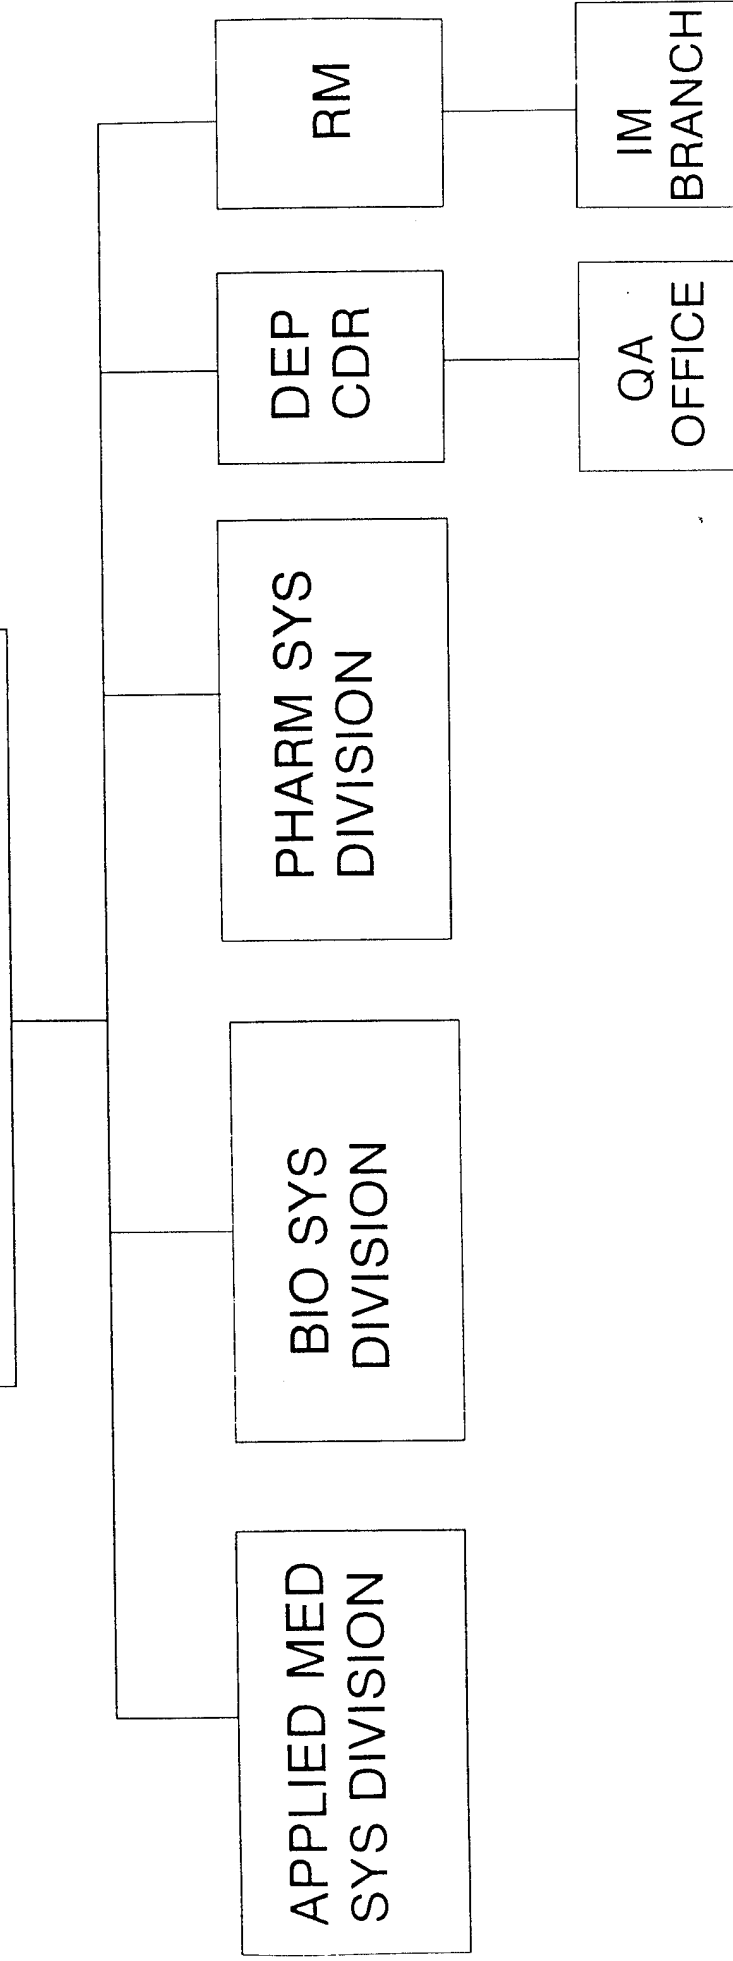 APPLIED MED
SYS DIVISION
BIO SYS
DIVISION
PHARM SYS
DIVISION
DEP
CDR
RM
QA
OFFICE
IM
BRANCH